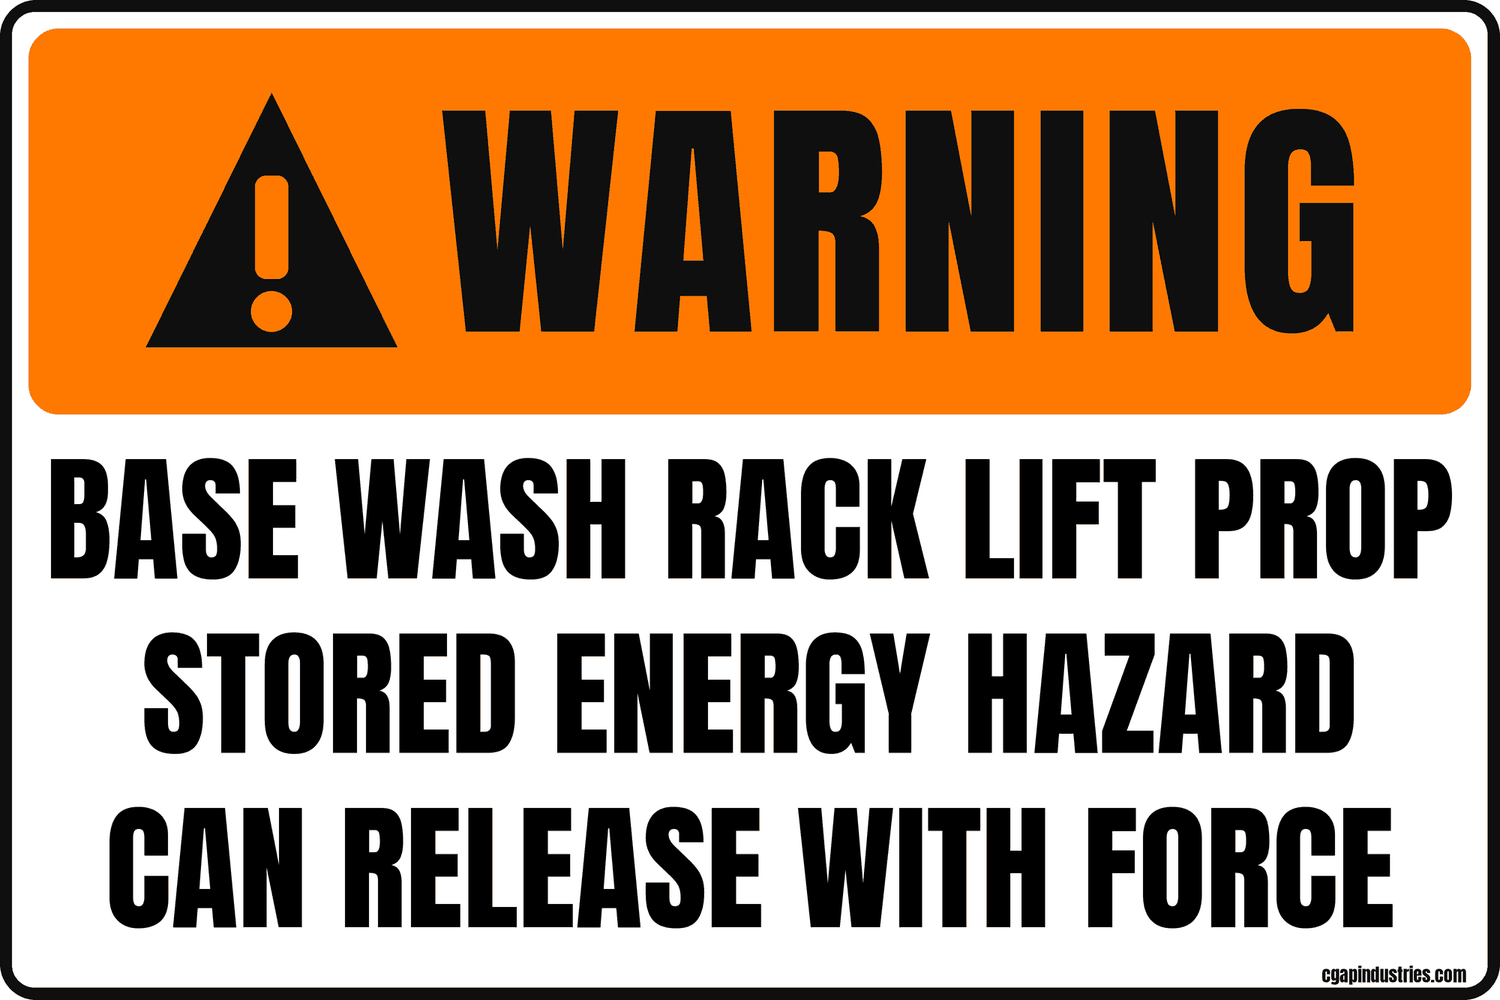 WARNING
BASE WASH RACK LIFT PROP
STORED ENERGY HAZARD
CAN RELEASE WITH FORCE
cgapindustries.com